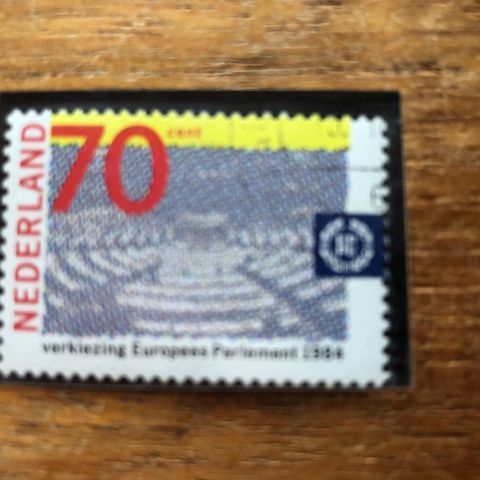 NEDERLAND
70 cent
verkiezing Europees Parlement 1984